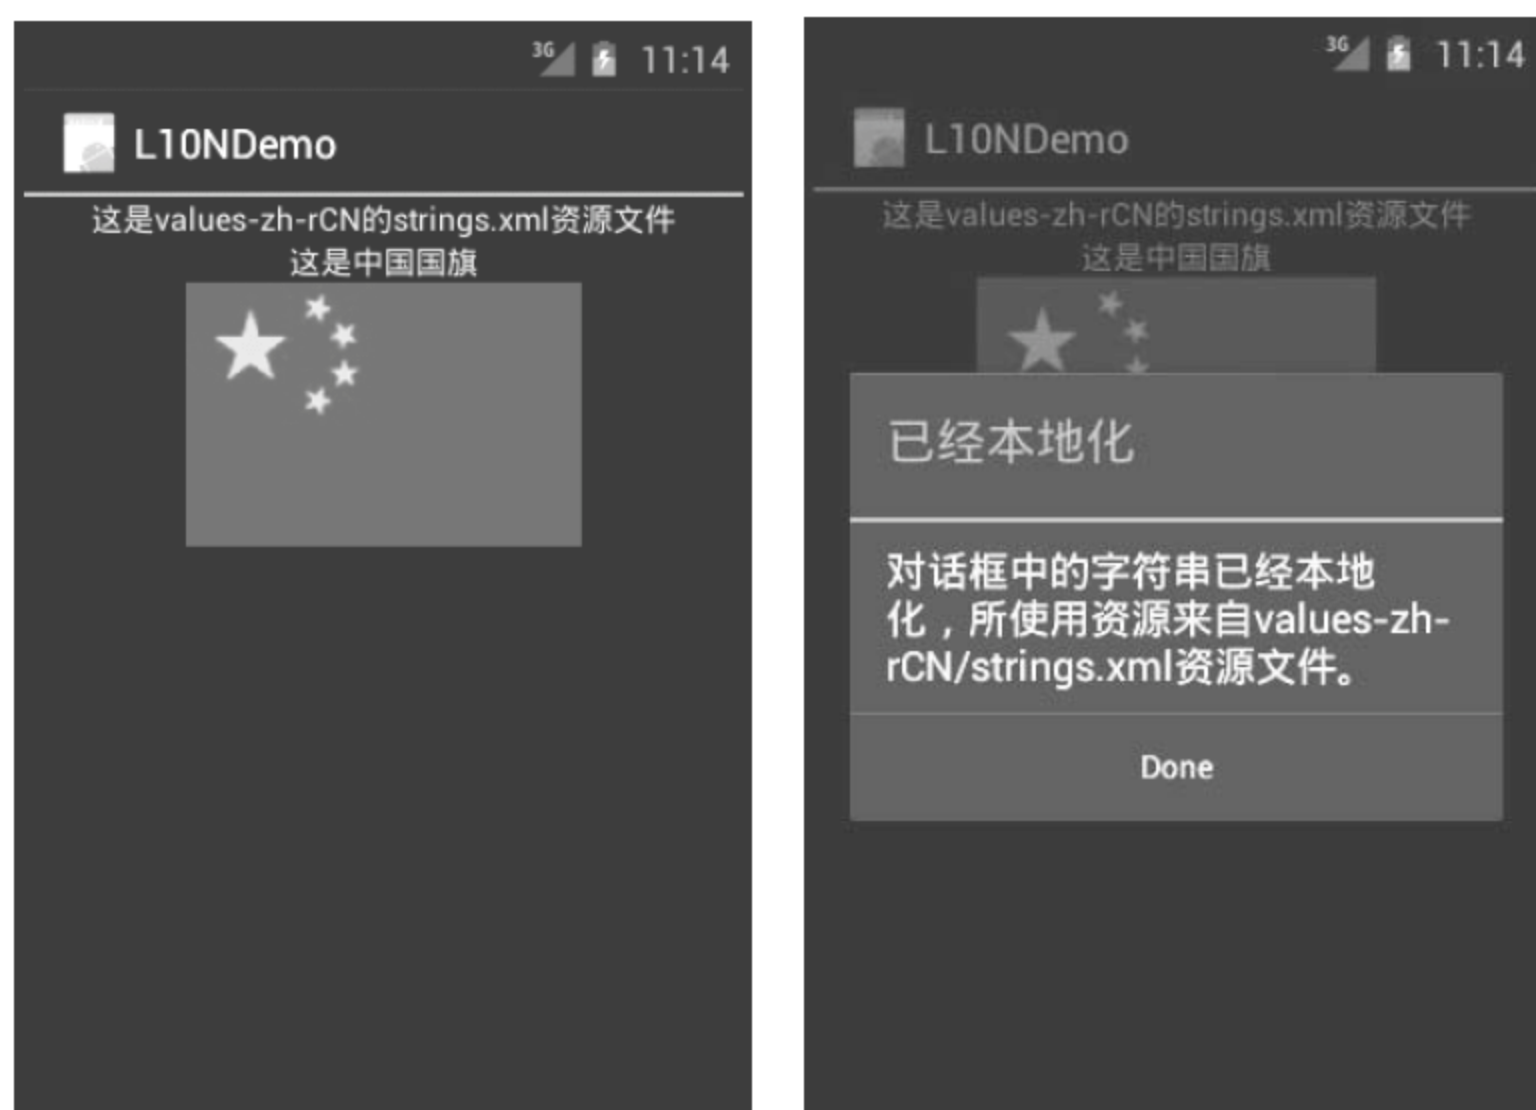 3G 11:14
L10NDemo
这是values-zh-rCN的strings.xml资源文件
这是中国国旗
3G 11:14
L10NDemo
这是values-zh-rCN的strings.xml资源文件
这是中国国旗
已经本地化
对话框中的字符串已经本地
化，所使用资源来自values-zh-
rCN/strings.xml资源文件。
Done